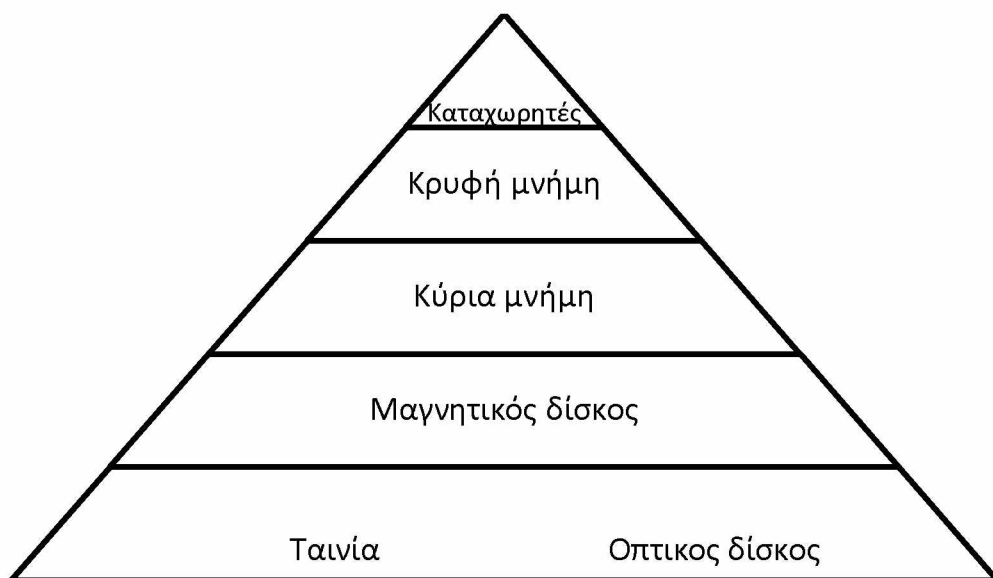 Καταχωρητές
Κρυφή μνήμη
Κύρια μνήμη
Μαγνητικός δίσκος
Ταινία Οπτικος δίσκος